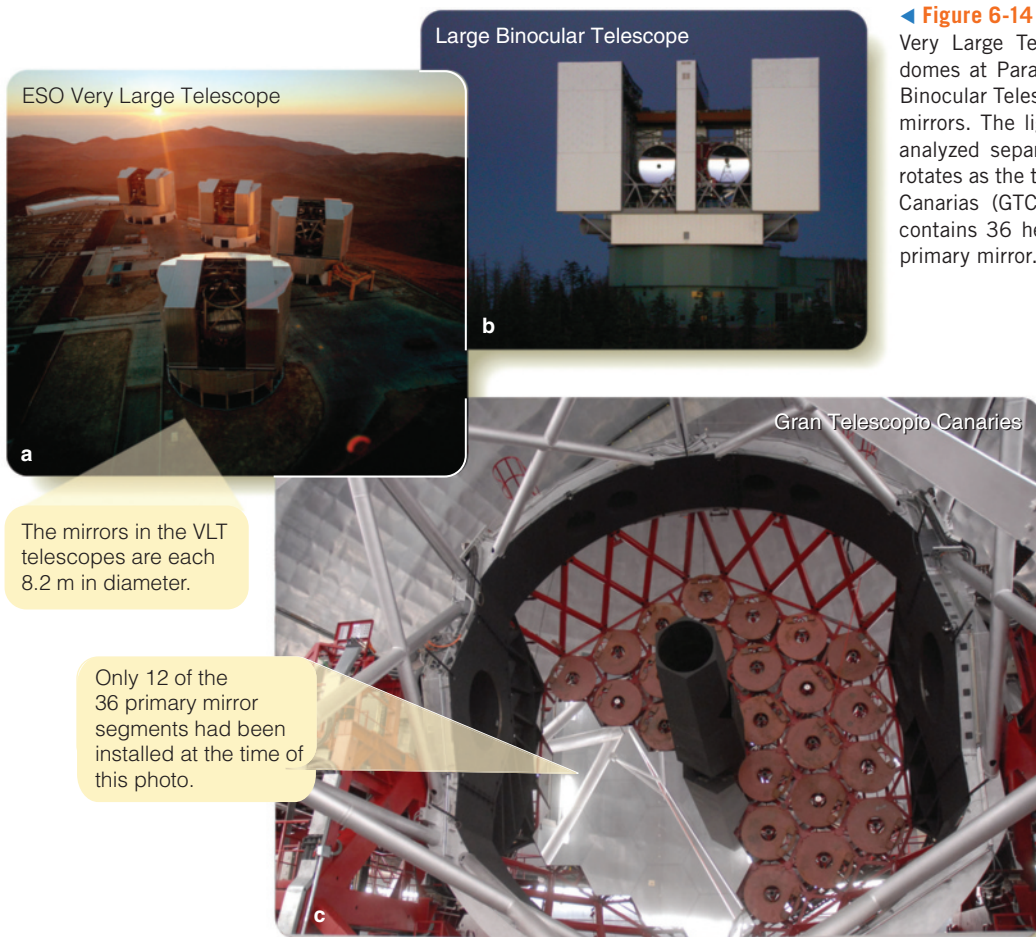 ESO Very Large Telescope
a
Large Binocular Telescope
b
◄ Figure 6-14
Very Large Te
domes at Para
Binocular Teles
mirrors. The li
analyzed separ
rotates as the t
Canarias (GTC
contains 36 he
primary mirror.
The mirrors in the VLT
telescopes are each
8.2 m in diameter.
Gran Telescopio Canaries
Only 12 of the
36 primary mirror
segments had been
installed at the time of
this photo.
c